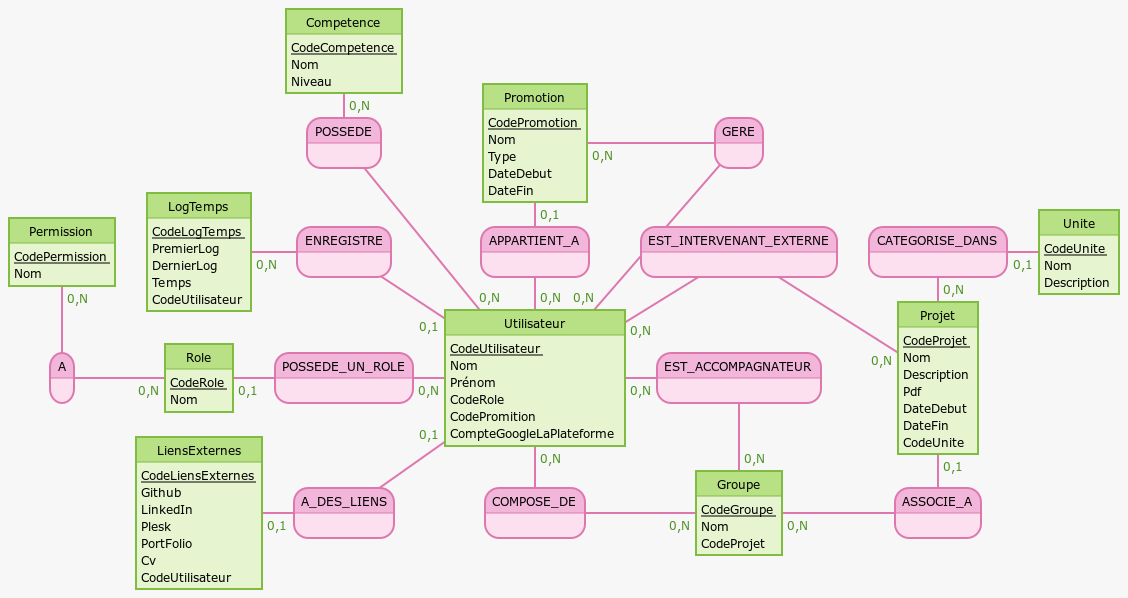 Competence
CodeCompetence
Nom
Niveau
0,N
POSSEDE
Promotion
CodePromotion
Nom
Type
DateDebut
DateFin
0,N
GERE
0,1
LogTemps
CodeLogTemps
PremierLog
DernierLog
Temps
CodeUtilisateur
0,N
ENREGISTRE
APPARTIENT_A
EST_INTERVENANT_EXTERNE
CATEGORISE_DANS
0,1
Unite
CodeUnite
Nom
Description
Permission
CodePermission
Nom
0,N
0,N
0,N
0,N
0,N
0,1
0,N
0,N
Utilisateur
CodeUtilisateur
Nom
Prénom
CodeRole
CodePromition
CompteGoogleLaPlateforme
Projet
CodeProjet
Nom
Description
Pdf
DateDebut
DateFin
CodeUnite
A
0,N
Role
CodeRole
Nom
0,1
POSSEDE_UN_ROLE
0,N
0,N
EST_ACCOMPAGNATEUR
0,1
0,N
0,N
0,1
LiensExternes
CodeLiensExternes
Github
LinkedIn
Plesk
PortFolio
Cv
CodeUtilisateur
0,1
A_DES_LIENS
COMPOSE_DE
0,N
Groupe
CodeGroupe
Nom
CodeProjet
0,N
ASSOCIE_A